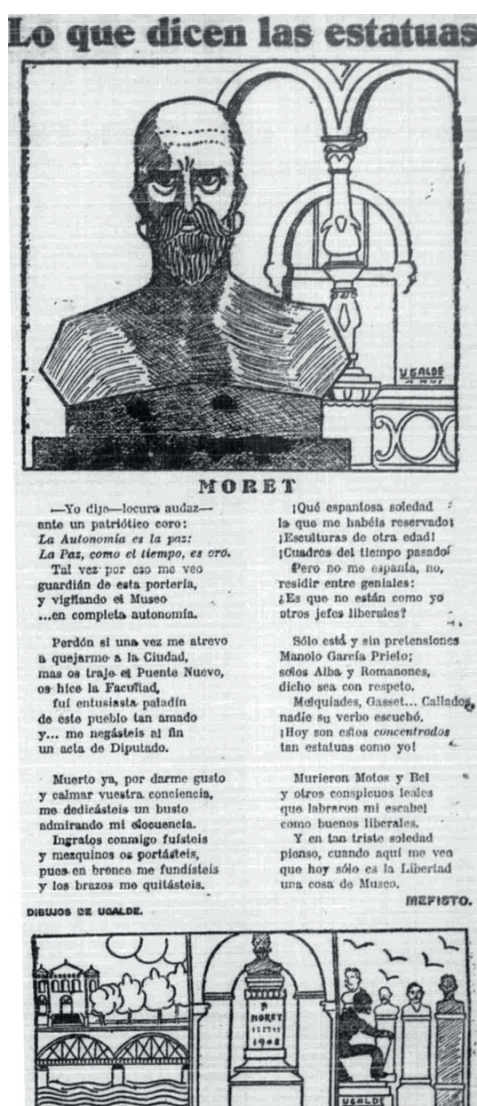 Lo que dicen las estatuas
UGALDE
MORET
—Yo dije—locura audaz—
ante un patriótico coro:
La Autonomía es la paz:
La Paz, como el tiempo, es oro.
Tal vez por eso me veo
guardián de esta portería,
y vigilando el Museo
...en completa autonomía.
Perdón si una vez me atrevo
a quejarme a la Ciudad,
mas os traje el Puente Nuevo,
os hice la Facultad,
fuí entusiasta paladín
de este pueblo tan amado
y... me negásteis al fin
un acta de Diputado.
Muerto ya, por darme gusto
y calmar vuestra conciencia,
me dedicásteis un busto
admirando mi elocuencia.
Ingratos conmigo fuísteis
y mezquinos os portásteis,
pues en bronce me fundísteis
y los brazos me quitásteis.
¡Qué espantosa soledad
la que me habéis reservado!
¡Esculturas de otra edad!
¡Cuadros del tiempo pasado!
Pero no me espanta, no,
residir entre geniales:
¿Es que no están como yo
otros jefes liberales?
Sólo está y sin pretensiones
Manolo García Prieto;
solos Alba y Romanones,
dicho sea con respeto.
Melquiades, Gasset... Callados,
nadie su verbo escuchó.
¡Hoy son estos concentrados
tan estatuas como yo!
Murieron Motos y Bel
y otros conspicuos leales
que labraron mi escabel
como buenos liberales.
Y en tan triste soledad
pienso, cuando aquí me vea
que hoy sólo es la Libertad
una cosa de Museo.
MEFISTO.
DIBUJOS DE UGALDE.
MORET
1908
UGALDE